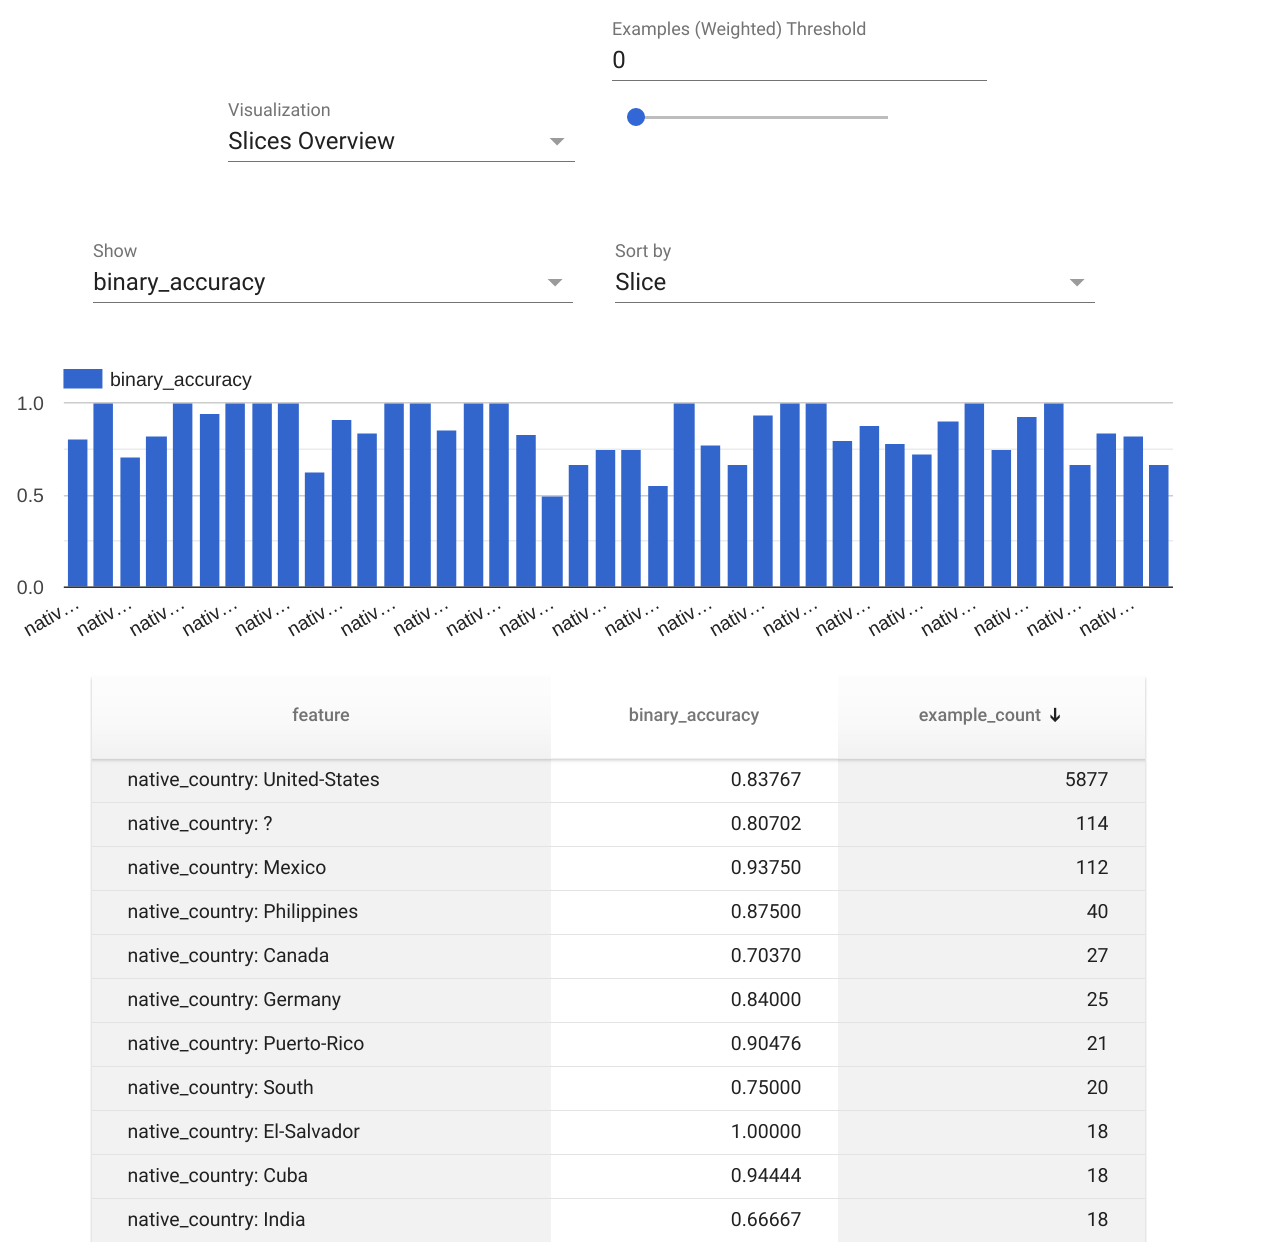 Examples (Weighted) Threshold
0
Visualization
Slices Overview
Show
binary_accuracy
Sort by
Slice
binary_accuracy
1.0
0.5
0.0
nativ… nativ… nativ… nativ… nativ… nativ… nativ… nativ… nativ… nativ… nativ… nativ… nativ… nativ… nativ… nativ… nativ… nativ… nativ… nativ… nativ…
feature binary_accuracy example_count ↓
native_country: United-States 0.83767 5877
native_country: ? 0.80702 114
native_country: Mexico 0.93750 112
native_country: Philippines 0.87500 40
native_country: Canada 0.70370 27
native_country: Germany 0.84000 25
native_country: Puerto-Rico 0.90476 21
native_country: South 0.75000 20
native_country: El-Salvador 1.00000 18
native_country: Cuba 0.94444 18
native_country: India 0.66667 18